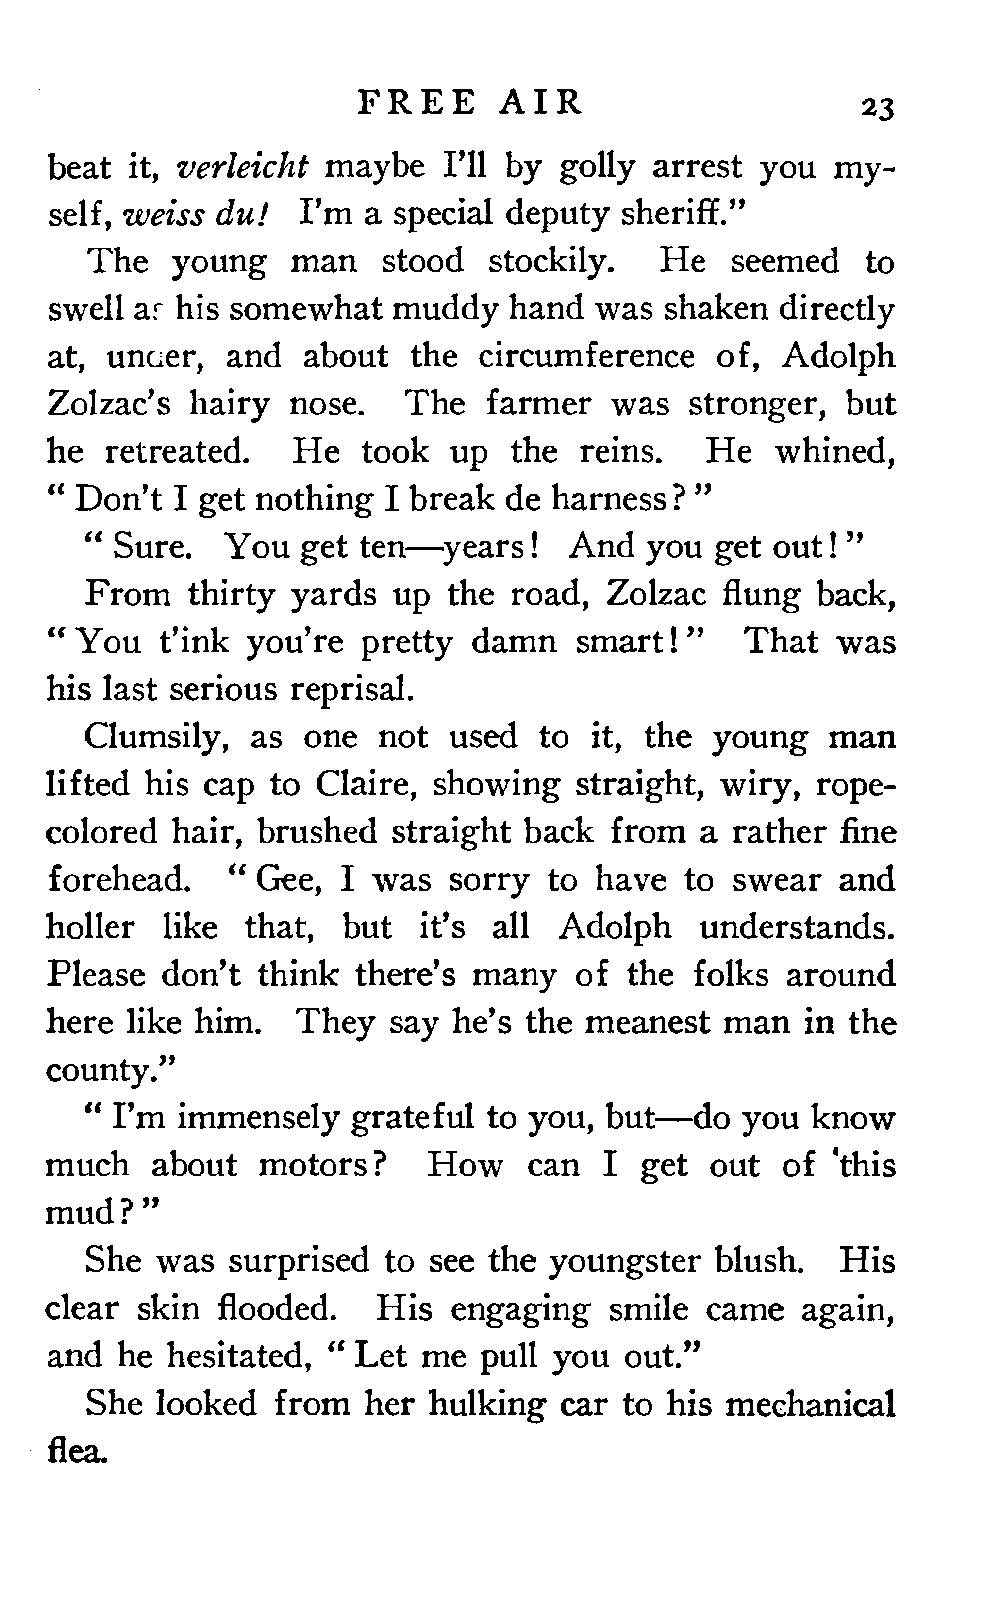 FREE AIR 23
beat it, verleicht maybe I'll by golly arrest you my-
self, weiss du! I'm a special deputy sheriff."
The young man stood stockily. He seemed to
swell as his somewhat muddy hand was shaken directly
at, under, and about the circumference of, Adolph
Zolzac's hairy nose. The farmer was stronger, but
he retreated. He took up the reins. He whined,
" Don't I get nothing I break de harness? "
" Sure. You get ten—years! And you get out! "
From thirty yards up the road, Zolzac flung back,
" You t'ink you're pretty damn smart! " That was
his last serious reprisal.
Clumsily, as one not used to it, the young man
lifted his cap to Claire, showing straight, wiry, rope-
colored hair, brushed straight back from a rather fine
forehead. " Gee, I was sorry to have to swear and
holler like that, but it's all Adolph understands.
Please don't think there's many of the folks around
here like him. They say he's the meanest man in the
county."
" I'm immensely grateful to you, but—do you know
much about motors? How can I get out of 'this
mud? "
She was surprised to see the youngster blush. His
clear skin flooded. His engaging smile came again,
and he hesitated, " Let me pull you out."
She looked from her hulking car to his mechanical
flea.